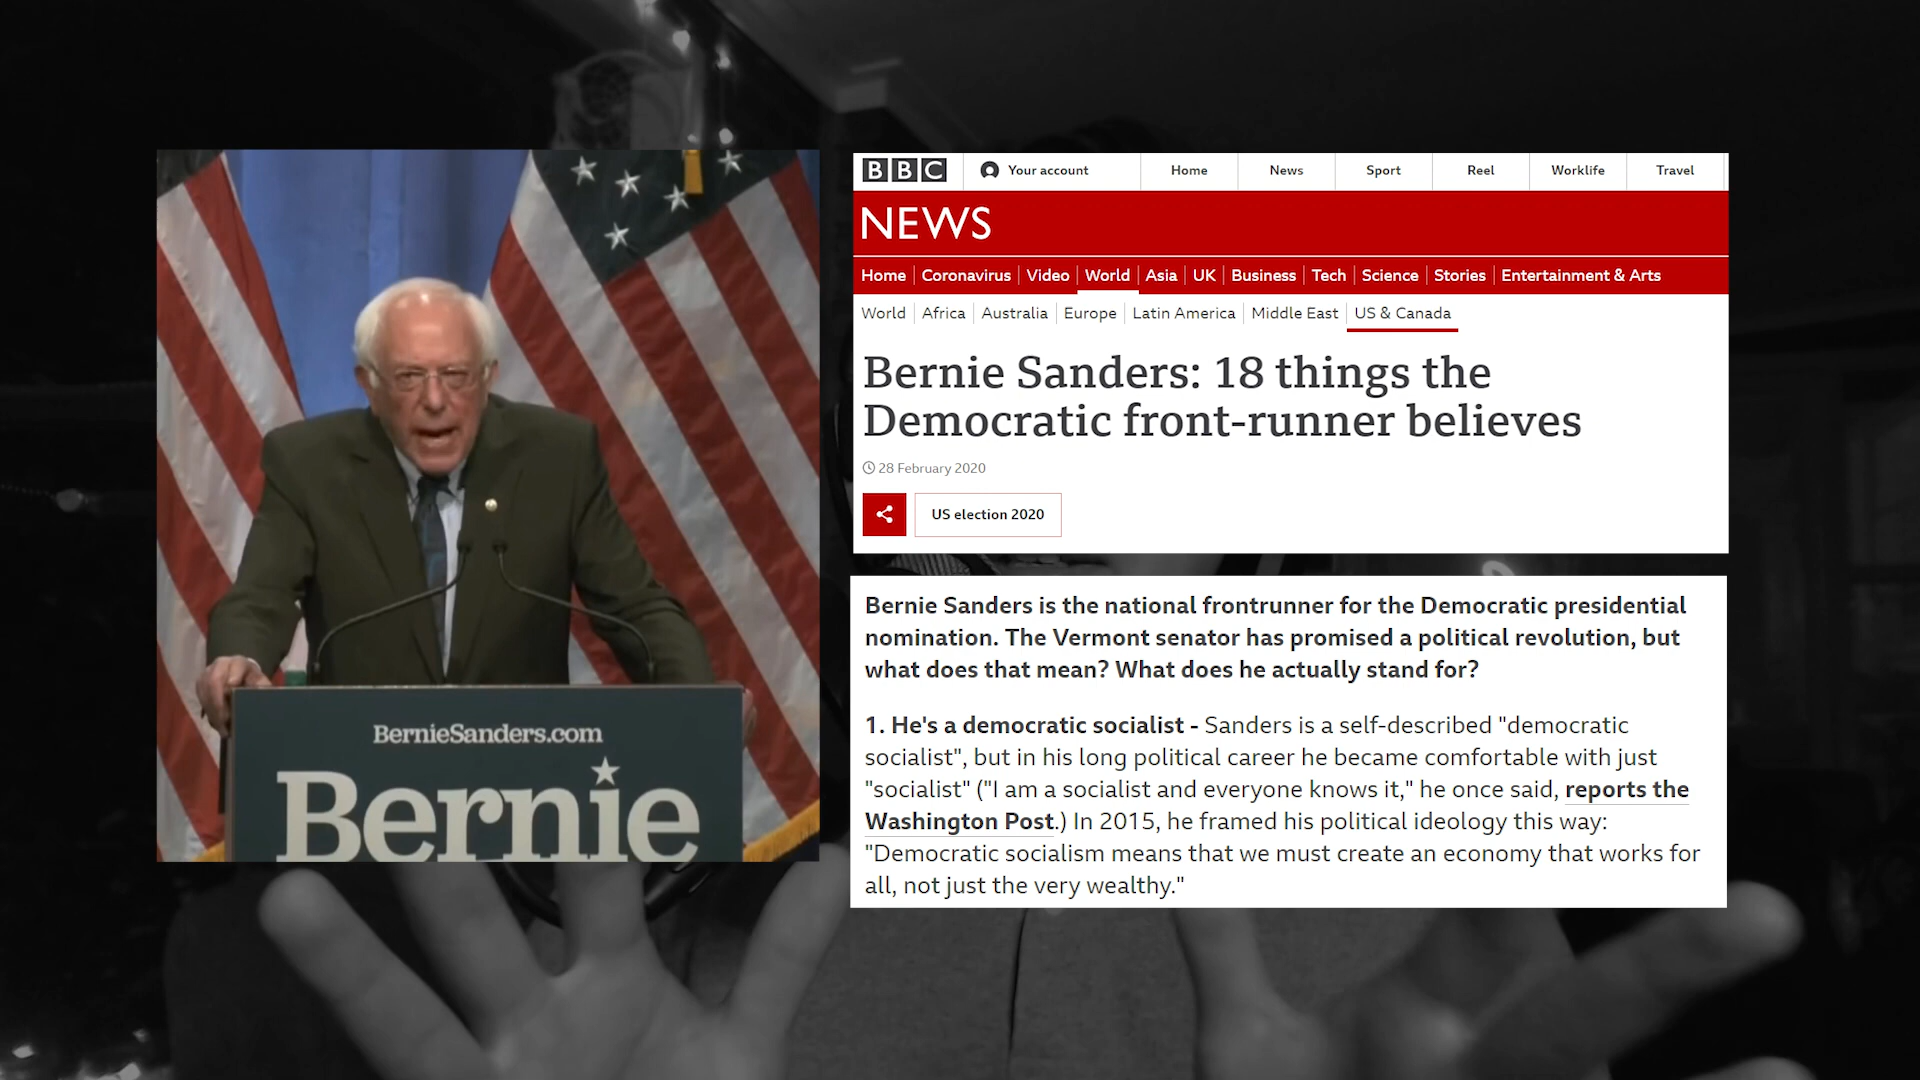 BernieSanders.com
Bernie
BBC Your account Home News Sport Reel Worklife Travel
NEWS
Home Coronavirus Video World Asia UK Business Tech Science Stories Entertainment & Arts
World Africa Australia Europe Latin America Middle East US & Canada
Bernie Sanders: 18 things the
Democratic front-runner believes
28 February 2020
US election 2020
Bernie Sanders is the national frontrunner for the Democratic presidential
nomination. The Vermont senator has promised a political revolution, but
what does that mean? What does he actually stand for?
1. He's a democratic socialist - Sanders is a self-described "democratic
socialist", but in his long political career he became comfortable with just
"socialist" ("I am a socialist and everyone knows it," he once said, reports the
Washington Post.) In 2015, he framed his political ideology this way:
"Democratic socialism means that we must create an economy that works for
all, not just the very wealthy."